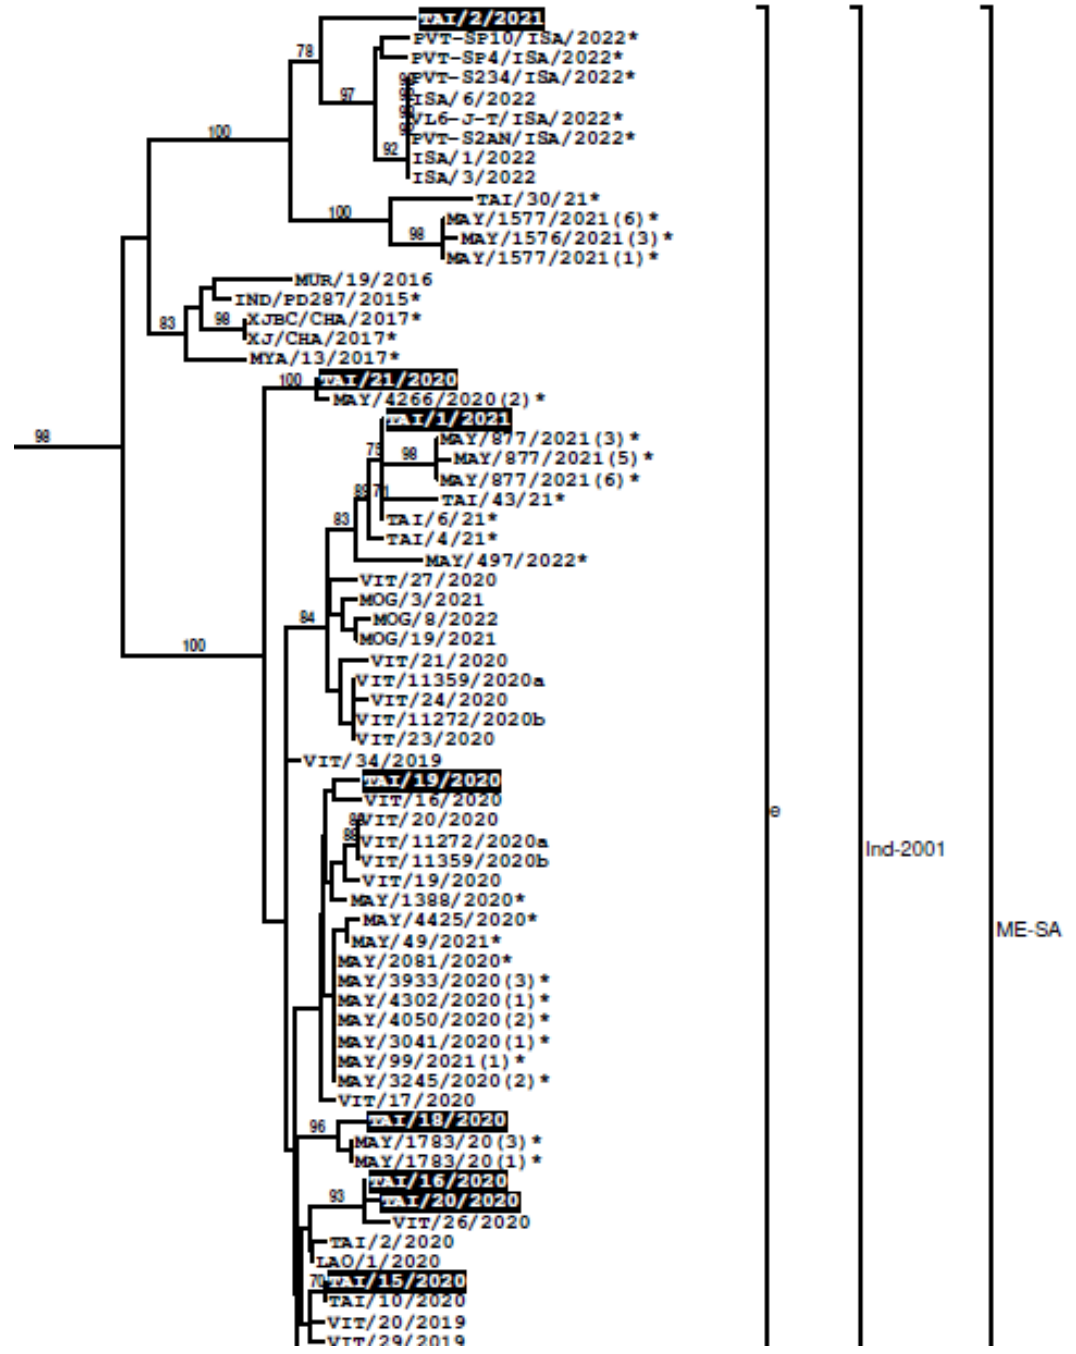 TAI/2/2021
PVT-SP10/ISA/2022*
78
PVT-SP4/ISA/2022*
PVT-S234/ISA/2022*
97
ISA/6/2022
VL6-J-T/ISA/2022*
100
PVT-S2AN/ISA/2022*
92
ISA/1/2022
ISA/3/2022
TAI/30/21*
100
MAY/1577/2021(6)*
98
MAY/1576/2021(3)*
MAY/1577/2021(1)*
MUR/19/2016
IND/PD287/2015*
83
98
XJBC/CHA/2017*
XJ/CHA/2017*
MYA/13/2017*
100
TAI/21/2020
MAY/4266/2020(2)*
TAI/1/2021
98
MAY/877/2021(3)*
98
MAY/877/2021(5)*
MAY/877/2021(6)*
TAI/43/21*
83
TAI/6/21*
TAI/4/21*
MAY/497/2022*
VIT/27/2020
MOG/3/2021
84
MOG/8/2022
100
MOG/19/2021
VIT/21/2020
VIT/11359/2020a
VIT/24/2020
VIT/11272/2020b
VIT/23/2020
VIT/34/2019
TAI/19/2020
VIT/16/2020
e
VIT/20/2020
VIT/11272/2020a
Ind-2001
VIT/11359/2020b
VIT/19/2020
MAY/1388/2020*
MAY/4425/2020*
ME-SA
MAY/49/2021*
MAY/2081/2020*
MAY/3933/2020(3)*
MAY/4302/2020(1)*
MAY/4050/2020(2)*
MAY/3041/2020(1)*
MAY/99/2021(1)*
MAY/3245/2020(2)*
VIT/17/2020
96
TAI/18/2020
MAY/1783/20(3)*
MAY/1783/20(1)*
TAI/16/2020
93
TAI/20/2020
VIT/26/2020
TAI/2/2020
LAO/1/2020
70
TAI/15/2020
TAI/10/2020
VIT/20/2019
VIT/29/2019